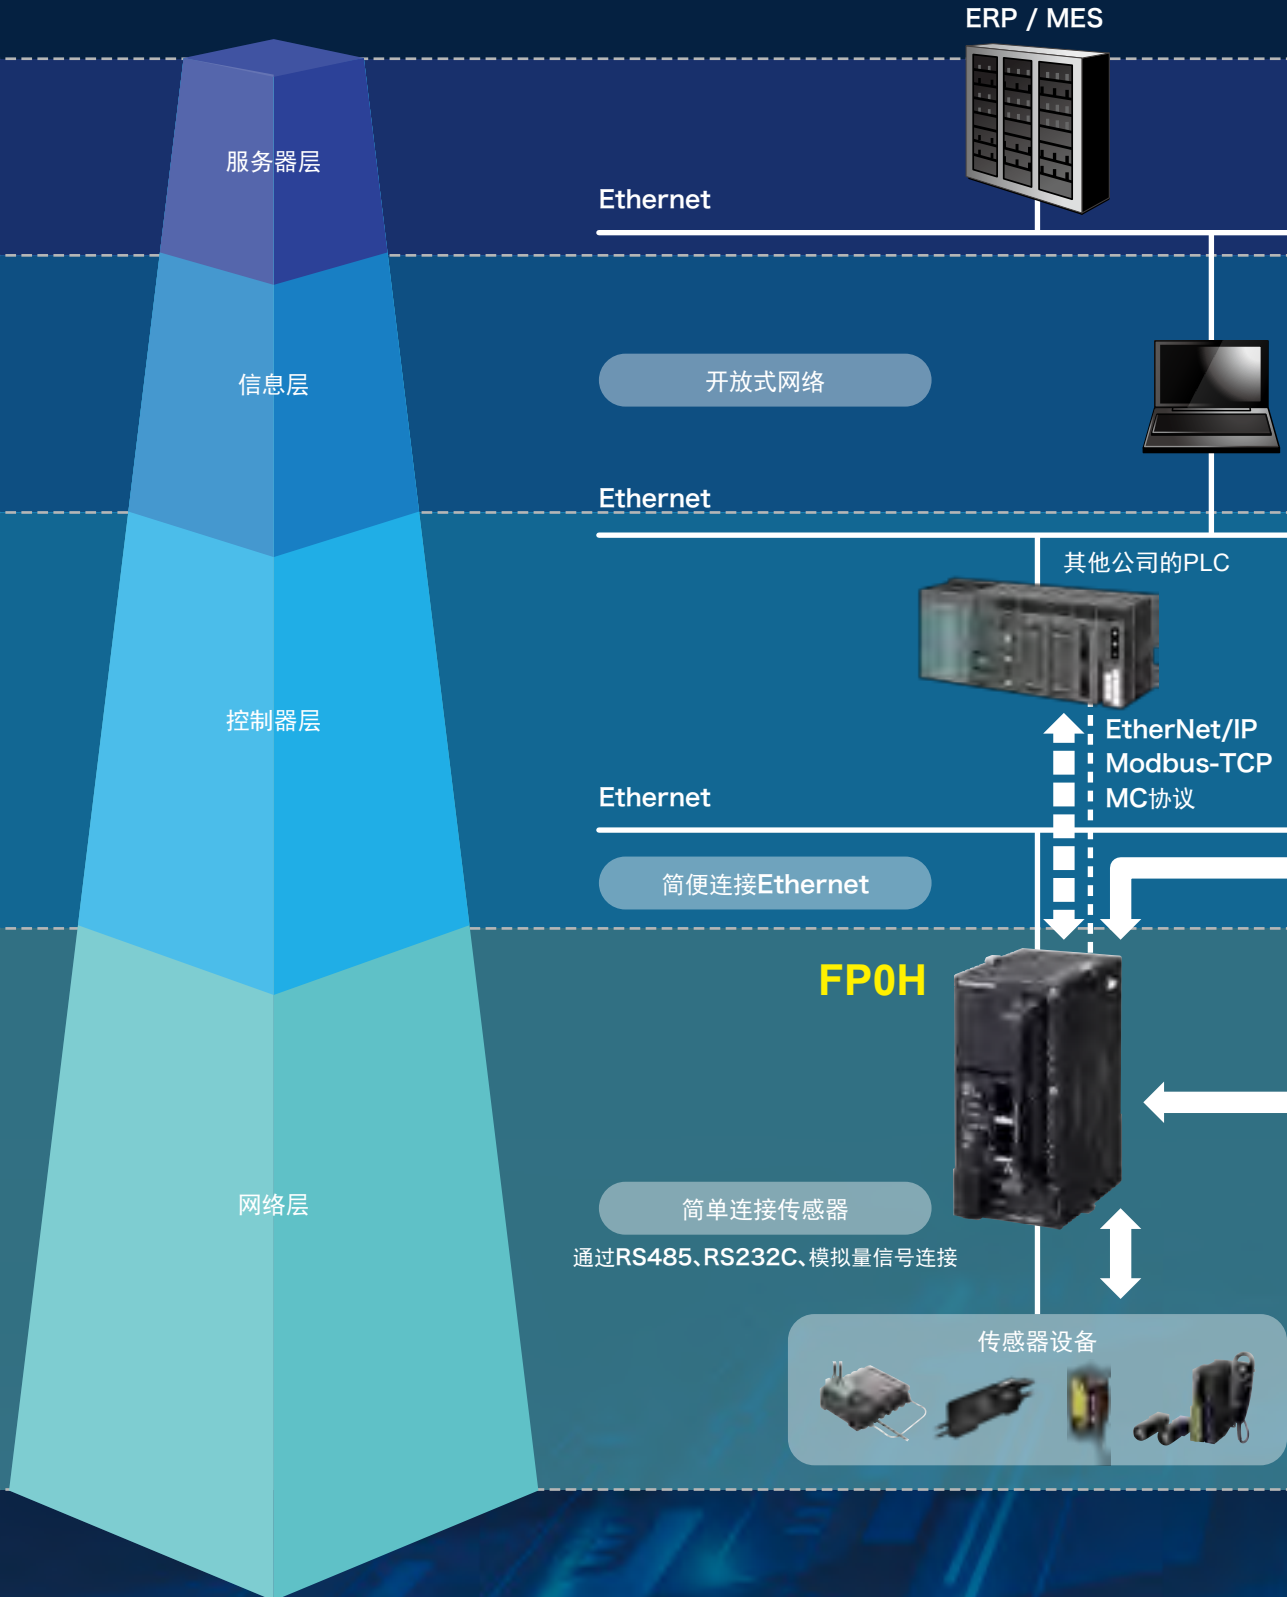 ERP / MES
服务器层
Ethernet
信息层
开放式网络
Ethernet
其他公司的PLC
控制器层
EtherNet/IP
Modbus-TCP
MC协议
Ethernet
简便连接Ethernet
FP0H
网络层
简单连接传感器
通过RS485、RS232C、模拟量信号连接
传感器设备